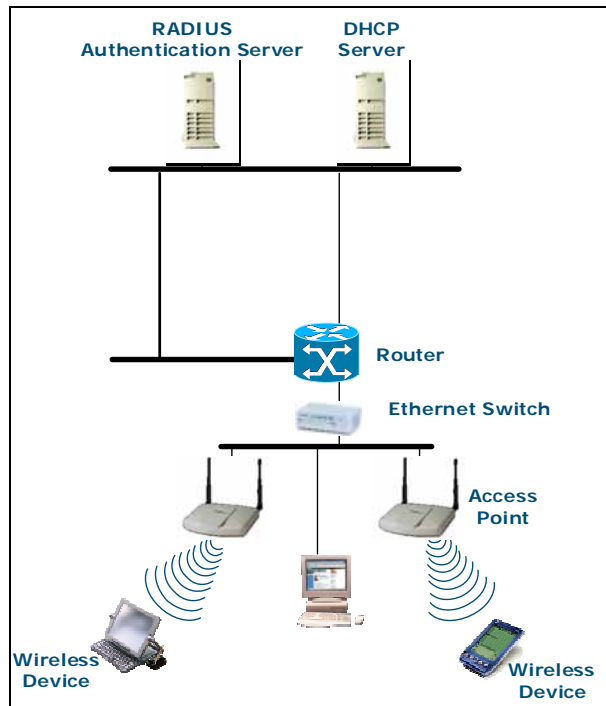 RADIUS
Authentication Server
DHCP
Server
Router
Ethernet Switch
Access
Point
Wireless
Device
Wireless
Device